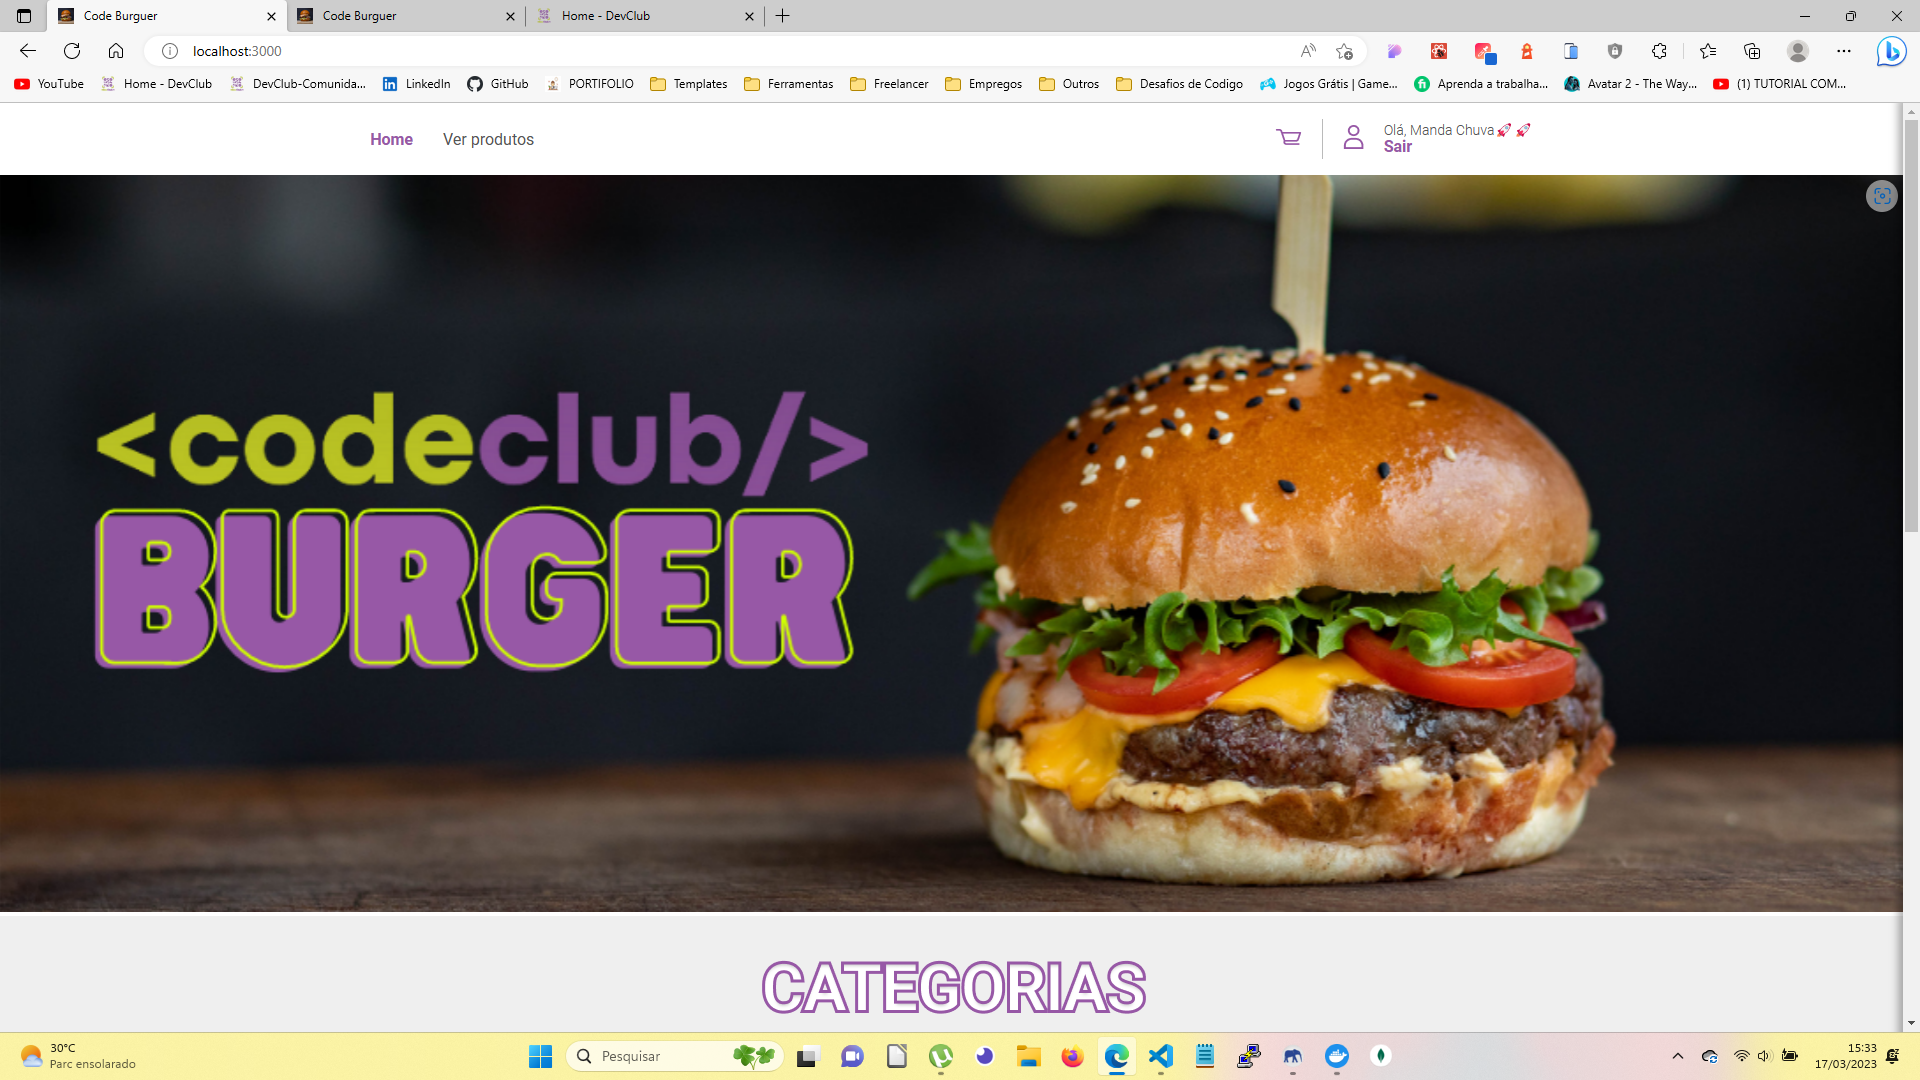 Code Burguer
Code Burguer
Home - DevClub
localhost:3000
YouTube
Home - DevClub
DevClub-Comunida...
LinkedIn
GitHub
PORTIFOLIO
Templates
Ferramentas
Freelancer
Empregos
Outros
Desafios de Codigo
Jogos Grátis | Game...
Aprenda a trabalha...
Avatar 2 - The Way...
(1) TUTORIAL COM...
Home
Ver produtos
Olá, Manda Chuva🚀 🚀
Sair
<codeclub/>
BURGER
CATEGORIAS
30°C
Parc ensolarado
Pesquisar
15:33
17/03/2023